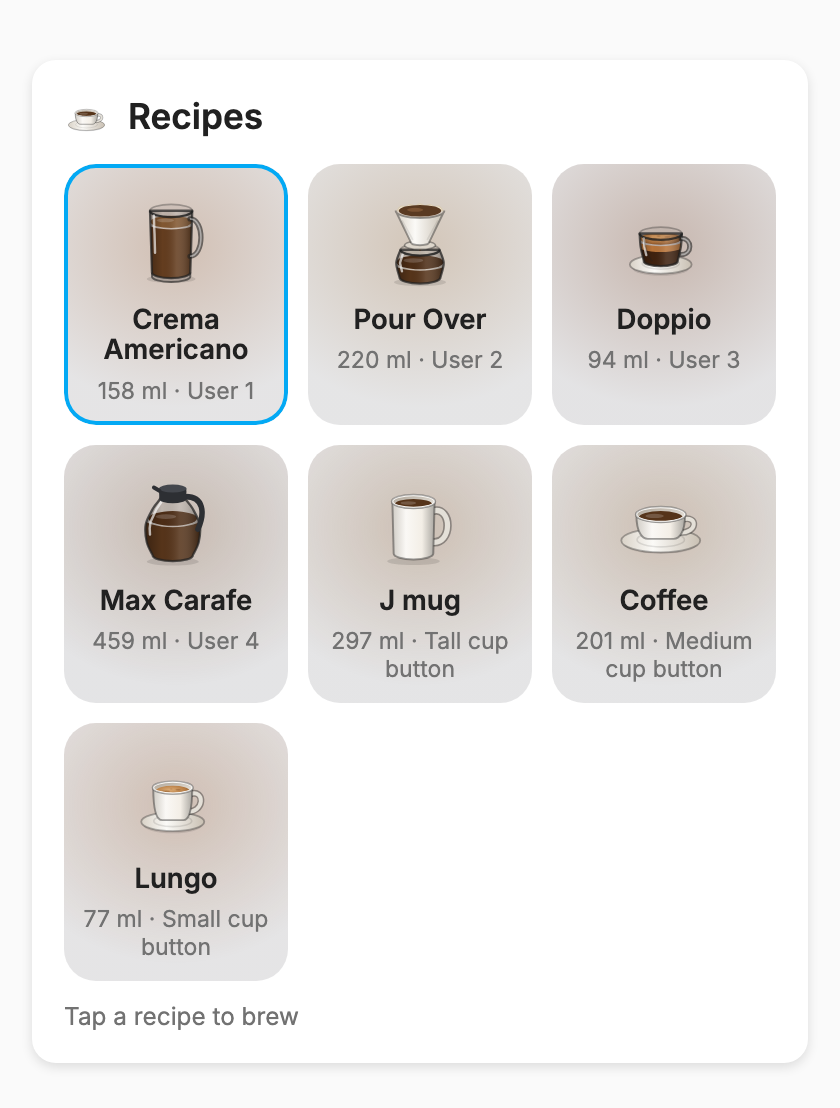 Recipes
Crema
Americano
158 ml · User 1
Pour Over
220 ml · User 2
Doppio
94 ml · User 3
Max Carafe
459 ml · User 4
J mug
297 ml · Tall cup
button
Coffee
201 ml · Medium
cup button
Lungo
77 ml · Small cup
button
Tap a recipe to brew